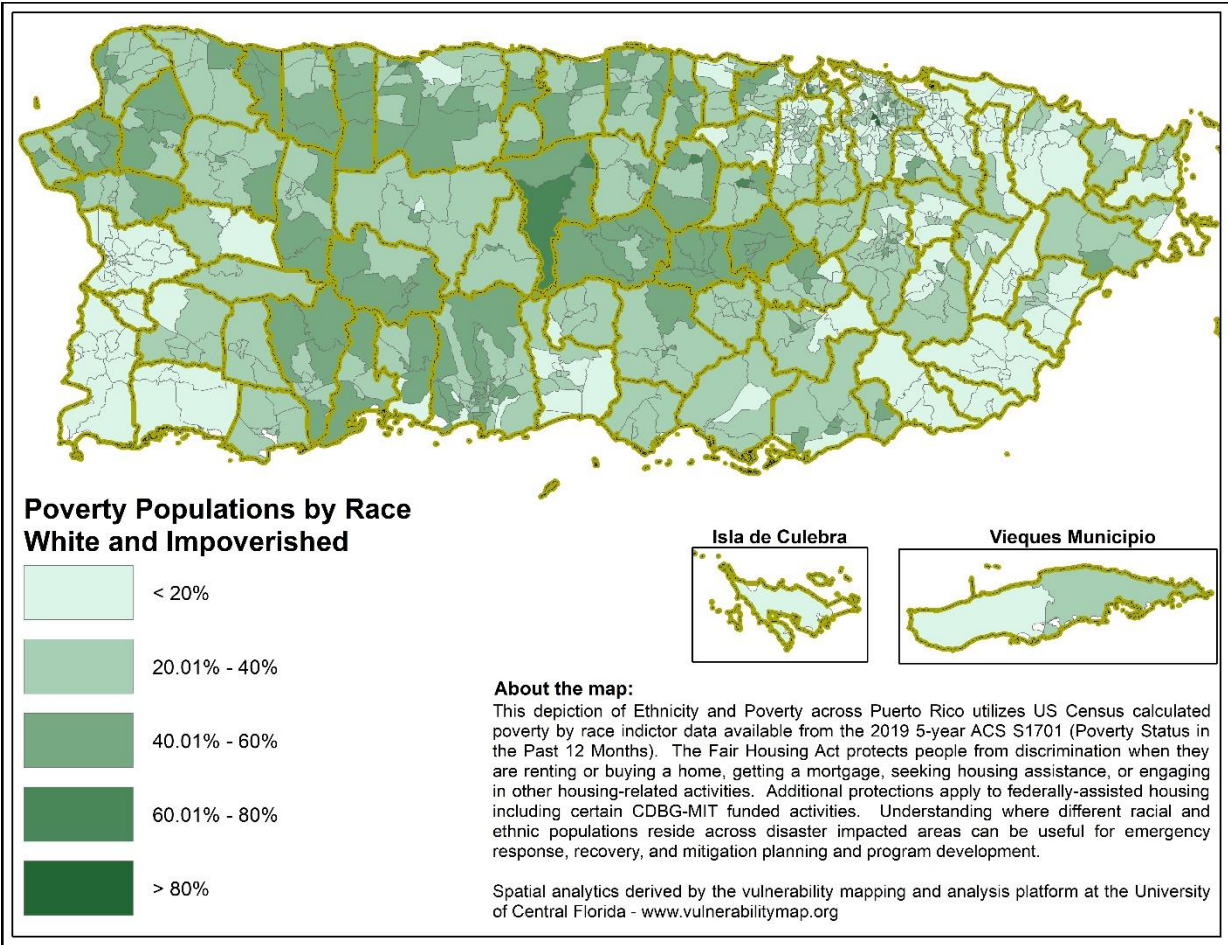 Poverty Populations by Race
White and Impoverished
< 20%
20.01% - 40%
40.01% - 60%
60.01% - 80%
> 80%
Isla de Culebra
Vieques Municipio
About the map:
This depiction of Ethnicity and Poverty across Puerto Rico utilizes US Census calculated
poverty by race indictor data available from the 2019 5-year ACS S1701 (Poverty Status in
the Past 12 Months). The Fair Housing Act protects people from discrimination when they
are renting or buying a home, getting a mortgage, seeking housing assistance, or engaging
in other housing-related activities. Additional protections apply to federally-assisted housing
including certain CDBG-MIT funded activities. Understanding where different racial and
ethnic populations reside across disaster impacted areas can be useful for emergency
response, recovery, and mitigation planning and program development.
Spatial analytics derived by the vulnerability mapping and analysis platform at the University
of Central Florida - www.vulnerabilitymap.org